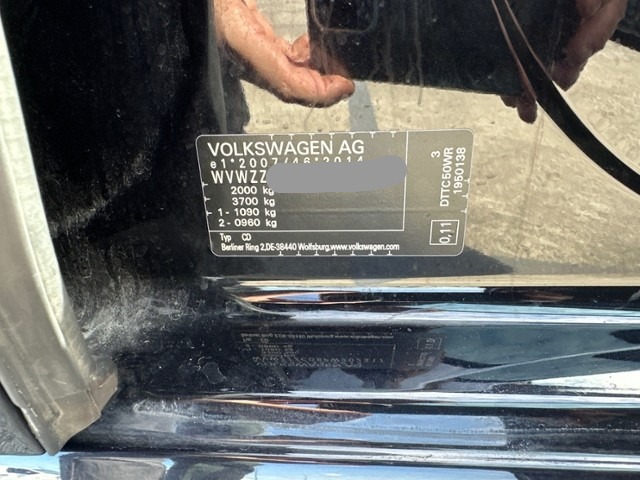 VOLKSWAGEN AG
e1*2007/46*2014
WVWZZ
2000 kg
3700 kg
1 - 1090 kg
2 - 0960 kg
Typ CD
Berliner Ring 2,DE-38440 Wolfsburg,www.volkswagen.com
3
DTTC50WR
1950138
0,11